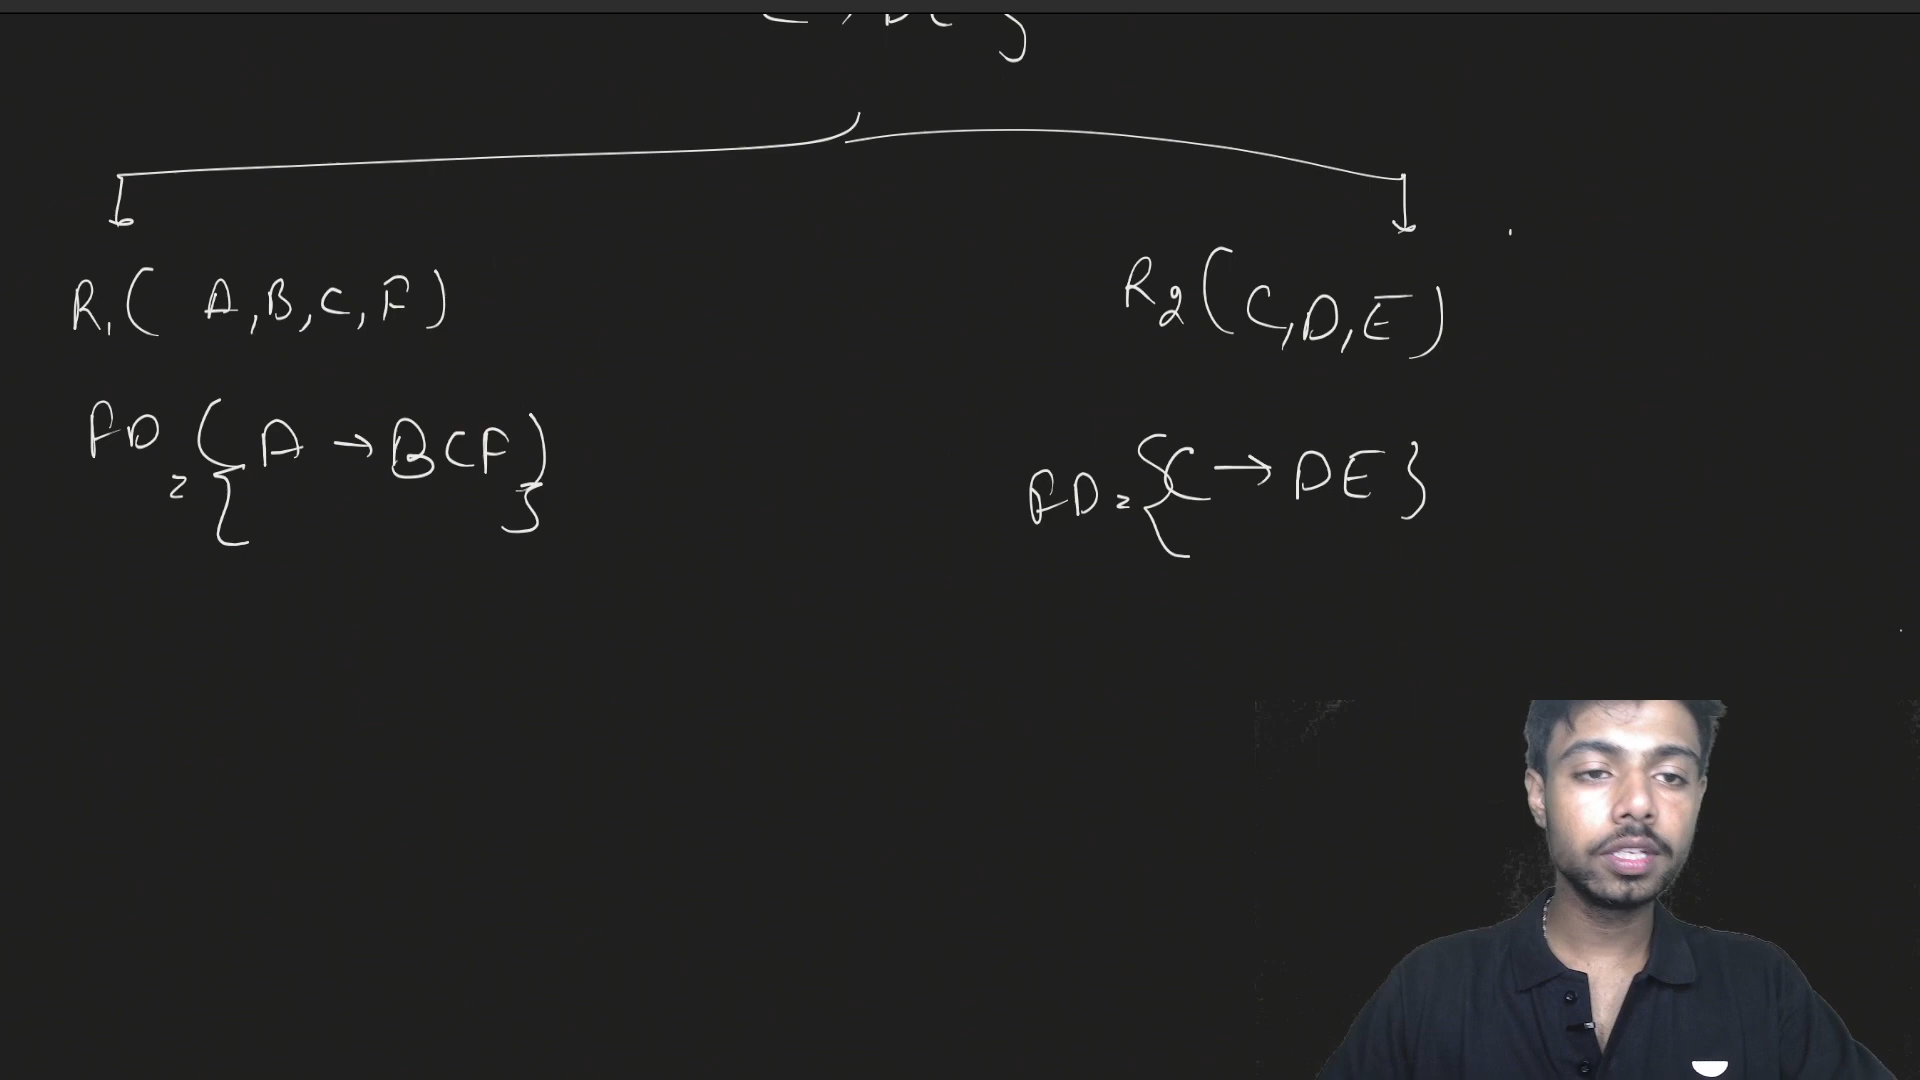 R1( A,B,C,F)
R2(C,D,E)
FD = { A → BCF }
FD = { C → DE }